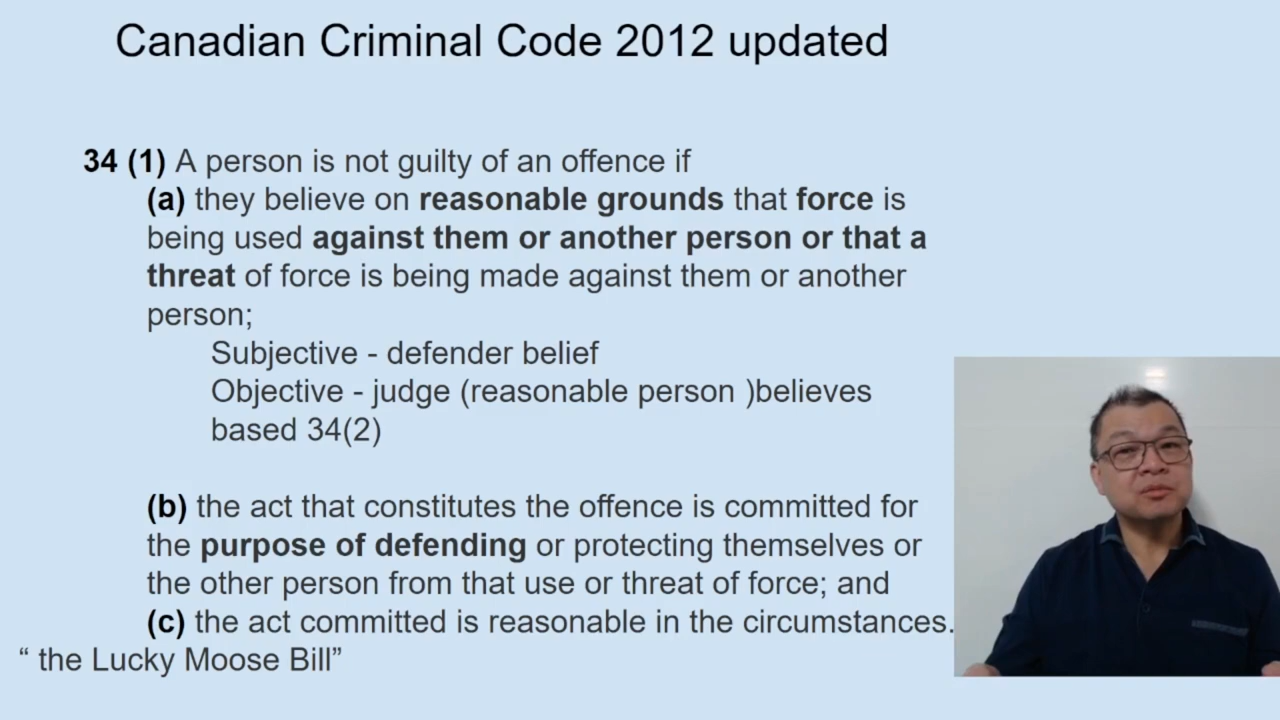 Canadian Criminal Code 2012 updated
34 (1) A person is not guilty of an offence if
(a) they believe on reasonable grounds that force is
being used against them or another person or that a
threat of force is being made against them or another
person;
Subjective - defender belief
Objective - judge (reasonable person )believes
based 34(2)
(b) the act that constitutes the offence is committed for
the purpose of defending or protecting themselves or
the other person from that use or threat of force; and
(c) the act committed is reasonable in the circumstances.
“ the Lucky Moose Bill”